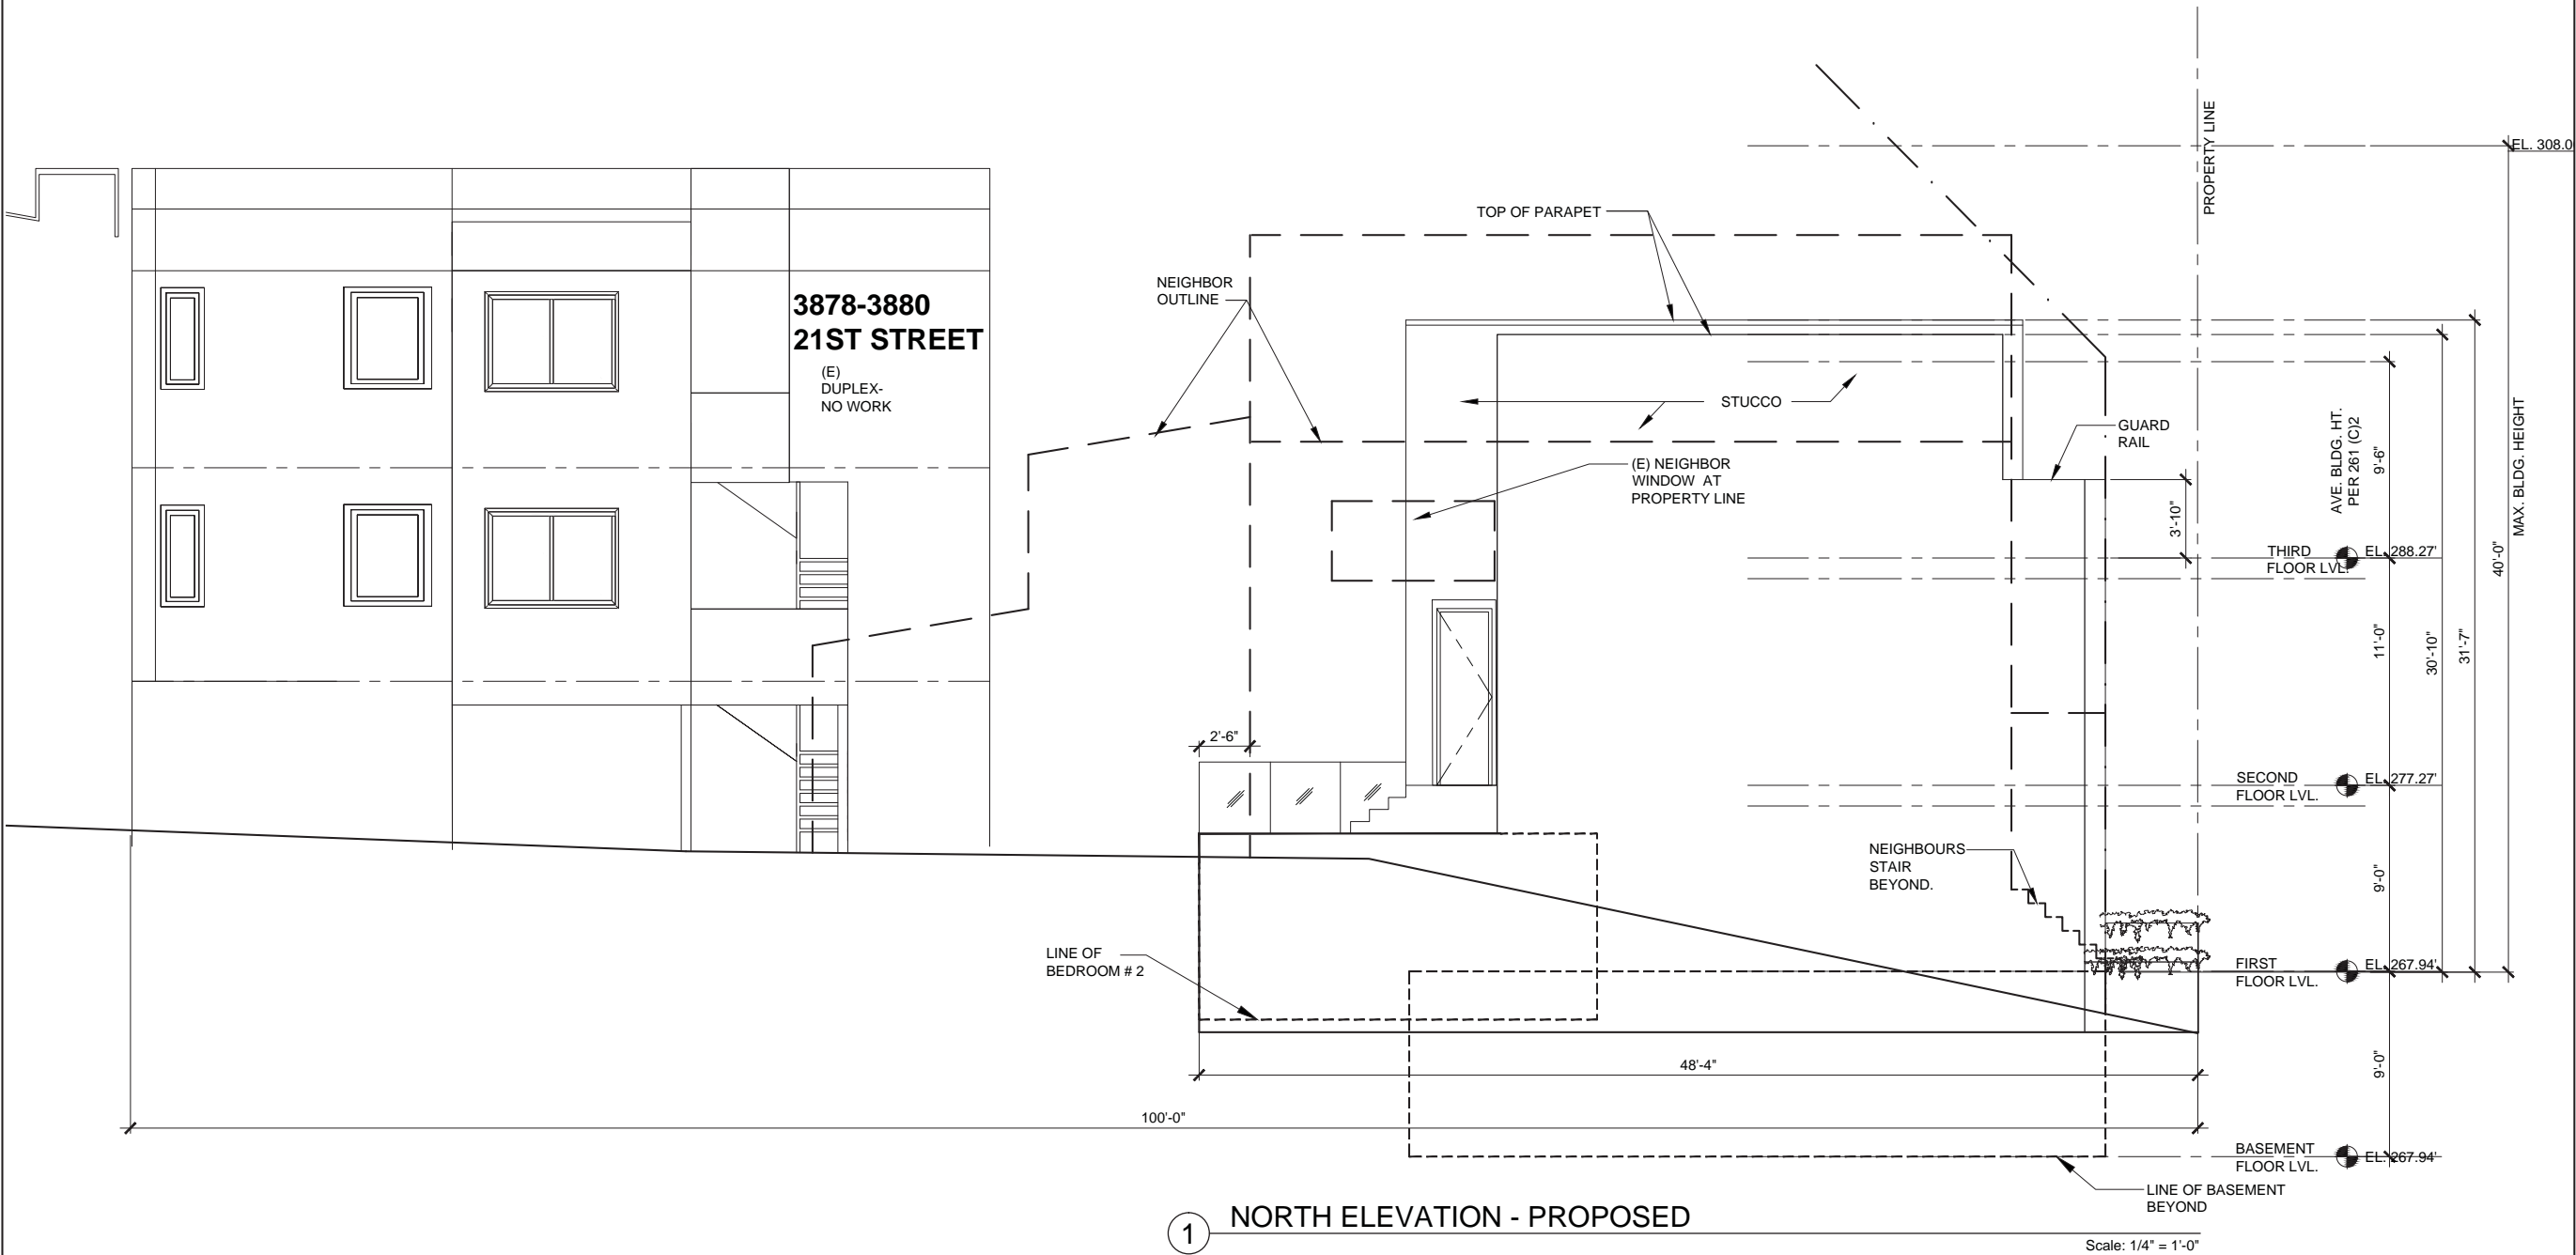 PROPERTY LINE
EL. 308.0
TOP OF PARAPET
NEIGHBOR
OUTLINE
3878-3880
21ST STREET
(E)
DUPLEX-
NO WORK
STUCCO
GUARD
RAIL
AVE. BLDG. HT.
PER 261 (C)2
9'-6"
MAX. BLDG. HEIGHT
(E) NEIGHBOR
WINDOW AT
PROPERTY LINE
3'-10"
THIRD
FLOOR LVL.
EL. 288.27'
40'-0"
11'-0"
30'-10"
31'-7"
2'-6"
SECOND
FLOOR LVL.
EL. 277.27'
NEIGHBOURS
STAIR
BEYOND.
9'-0"
LINE OF
BEDROOM # 2
FIRST
FLOOR LVL.
EL. 267.94'
48'-4"
9'-0"
100'-0"
BASEMENT
FLOOR LVL.
EL. 267.94'
LINE OF BASEMENT
BEYOND
1
NORTH ELEVATION - PROPOSED
Scale: 1/4" = 1'-0"